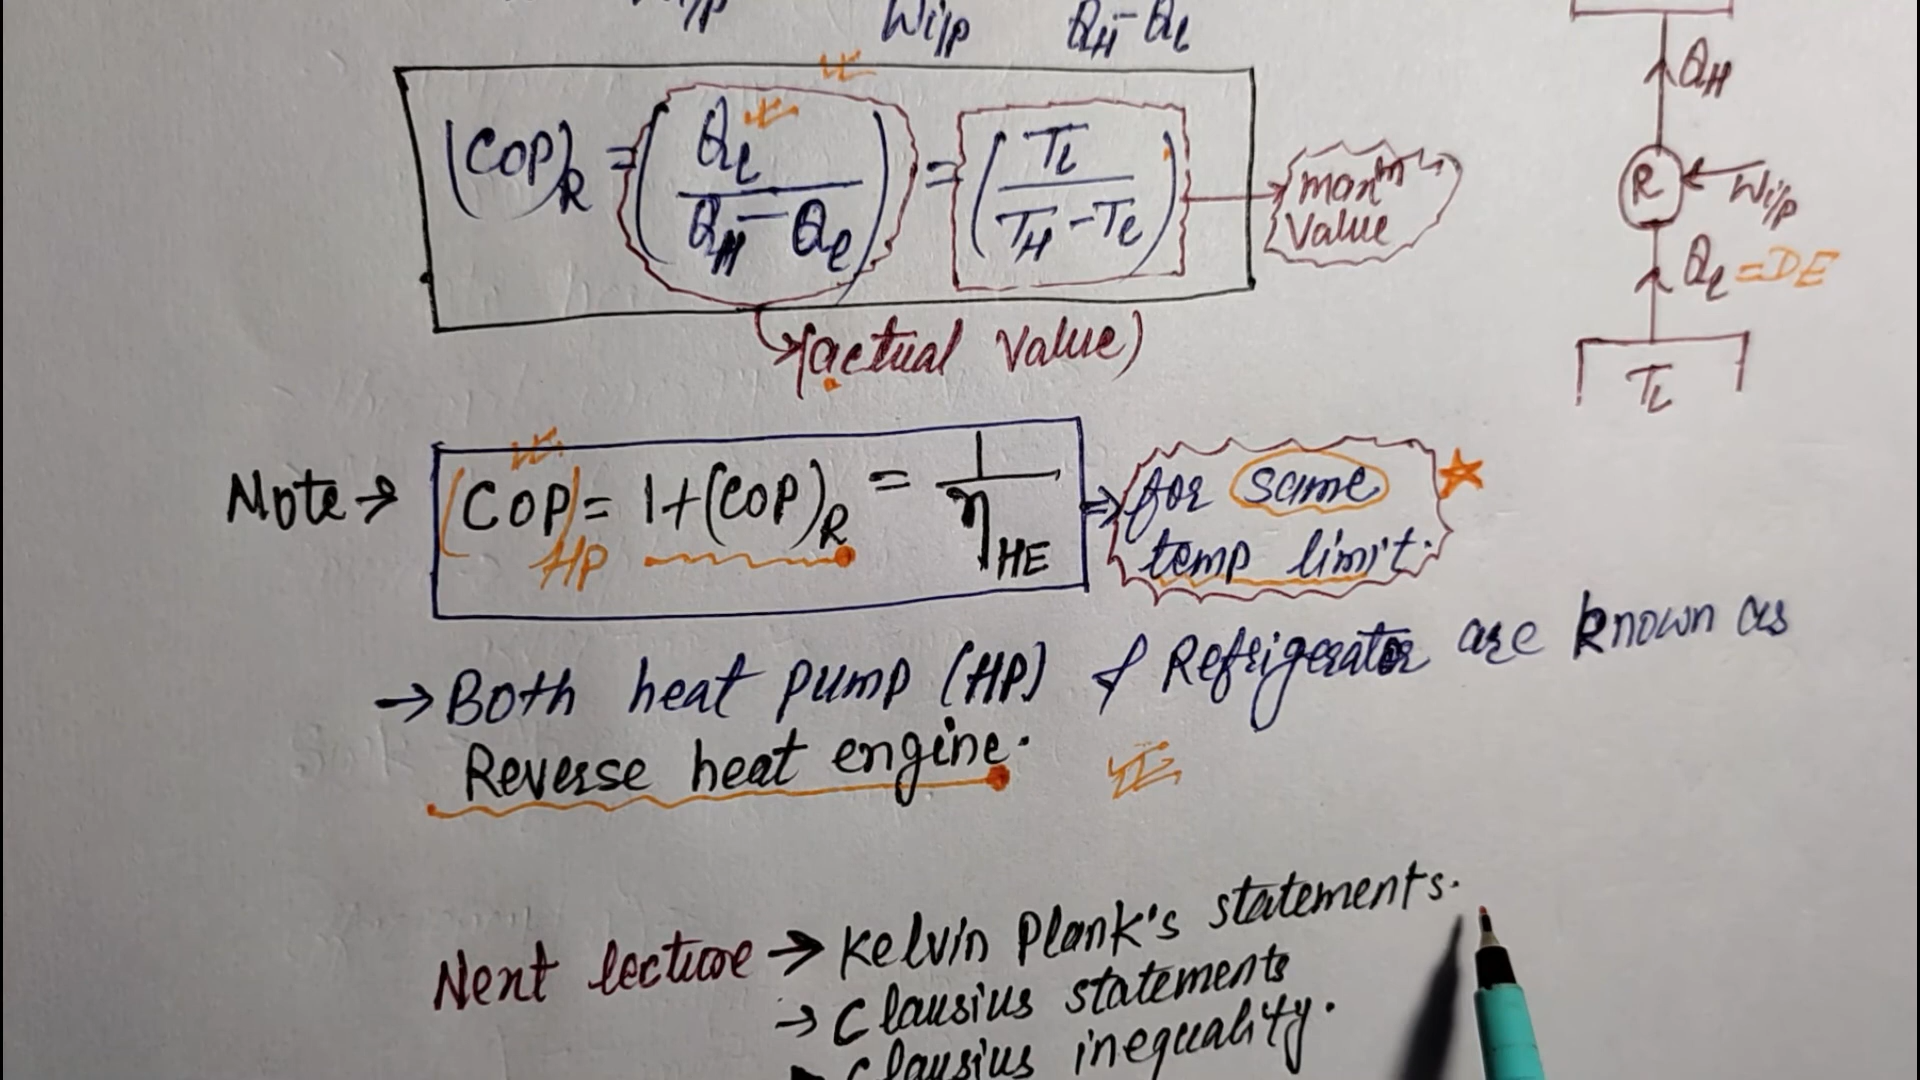 Wi/p QH-QL
(COP)R = (QL / QH-QL) = (TL / TH-TL) maxm value
(actual value)
QH
R Wi/p
QL = DE
TL
Note → (COP)HP = 1+(COP)R = 1/ηHE ⇒ for same temp limit.
→ Both heat pump (HP) & Refrigerator are known as
Reverse heat engine.
Next lecture → Kelvin Plank's statements.
→ Clausius statements
→ Clausius inequality.